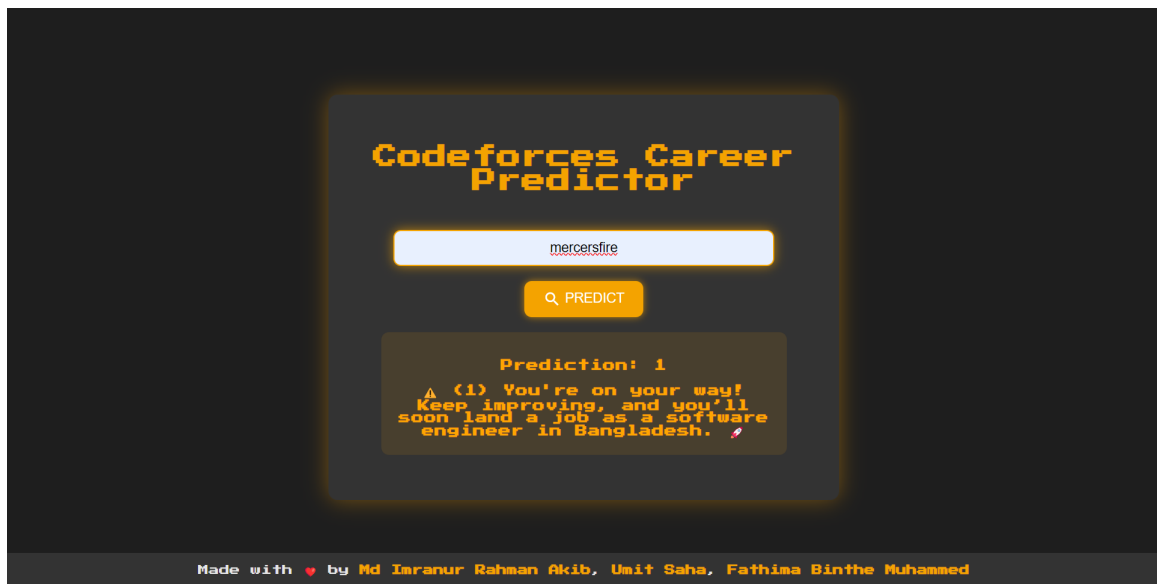 Codeforces Career
Predictor
mercersfire
PREDICT
Prediction: 1
⚠️ (1) You're on your way!
Keep improving, and you’ll
soon land a job as a software
engineer in Bangladesh. 🚀
Made with ❤️ by Md Imranur Rahman Akib, Umit Saha, Fathima Binthe Muhammed